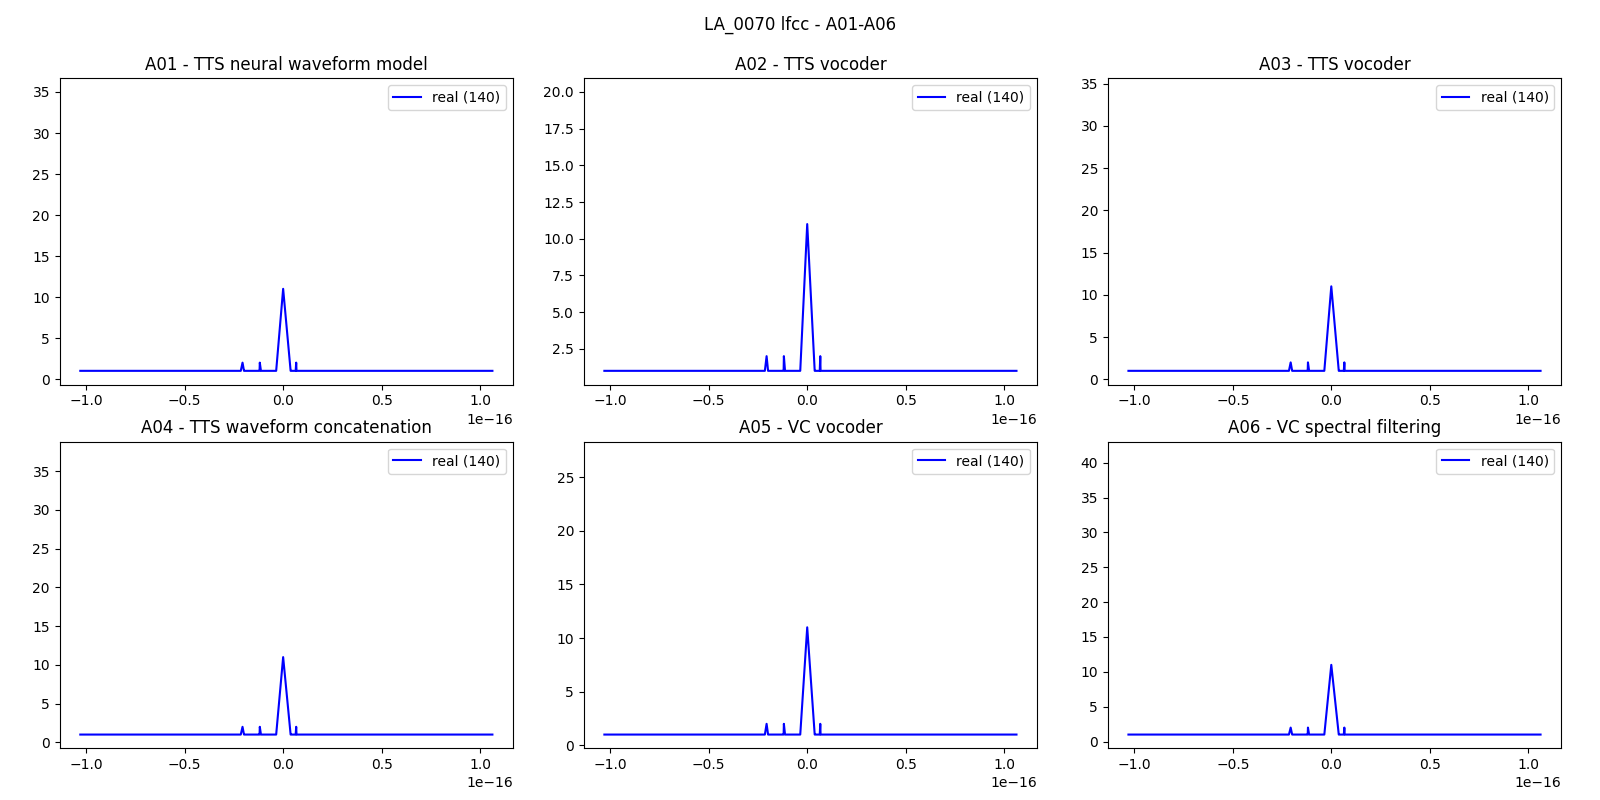 LA_0070 lfcc - A01-A06
A01 - TTS neural waveform model
35
30
25
20
15
10
5
0
real (140)
−1.0 −0.5 0.0 0.5 1.0
1e−16
A02 - TTS vocoder
20.0
17.5
15.0
12.5
10.0
7.5
5.0
2.5
real (140)
−1.0 −0.5 0.0 0.5 1.0
1e−16
A03 - TTS vocoder
35
30
25
20
15
10
5
0
real (140)
−1.0 −0.5 0.0 0.5 1.0
1e−16
A04 - TTS waveform concatenation
35
30
25
20
15
10
5
0
real (140)
−1.0 −0.5 0.0 0.5 1.0
1e−16
A05 - VC vocoder
25
20
15
10
5
0
real (140)
−1.0 −0.5 0.0 0.5 1.0
1e−16
A06 - VC spectral filtering
40
35
30
25
20
15
10
5
0
real (140)
−1.0 −0.5 0.0 0.5 1.0
1e−16